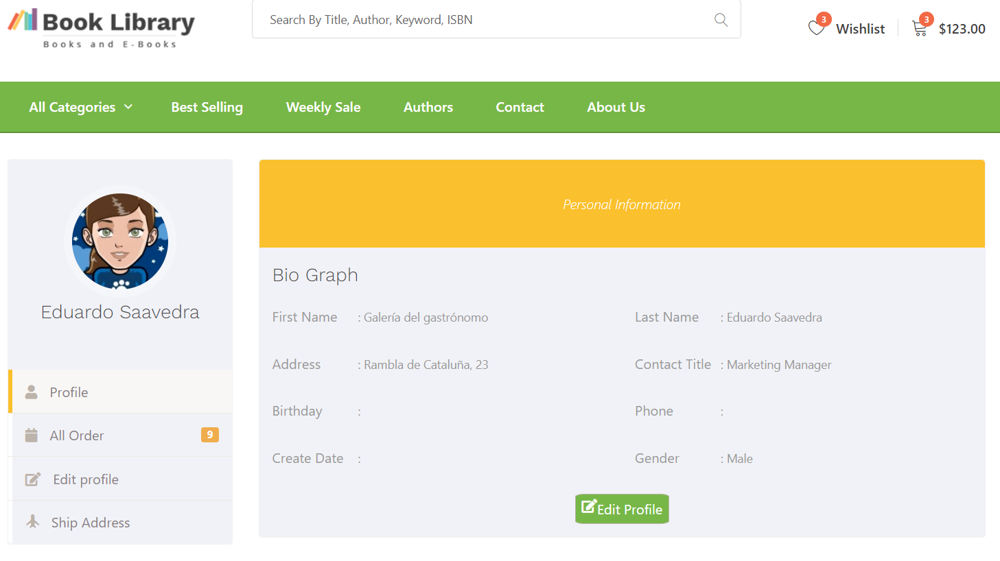 Book Library
Books and E-Books
Search By Title, Author, Keyword, ISBN
3
Wishlist
3
$123.00
All Categories Best Selling Weekly Sale Authors Contact About Us
Eduardo Saavedra
Profile
All Order 9
Edit profile
Ship Address
Personal Information
Bio Graph
First Name : Galería del gastrónomo Last Name : Eduardo Saavedra
Address : Rambla de Cataluña, 23 Contact Title : Marketing Manager
Birthday : Phone :
Create Date : Gender : Male
Edit Profile